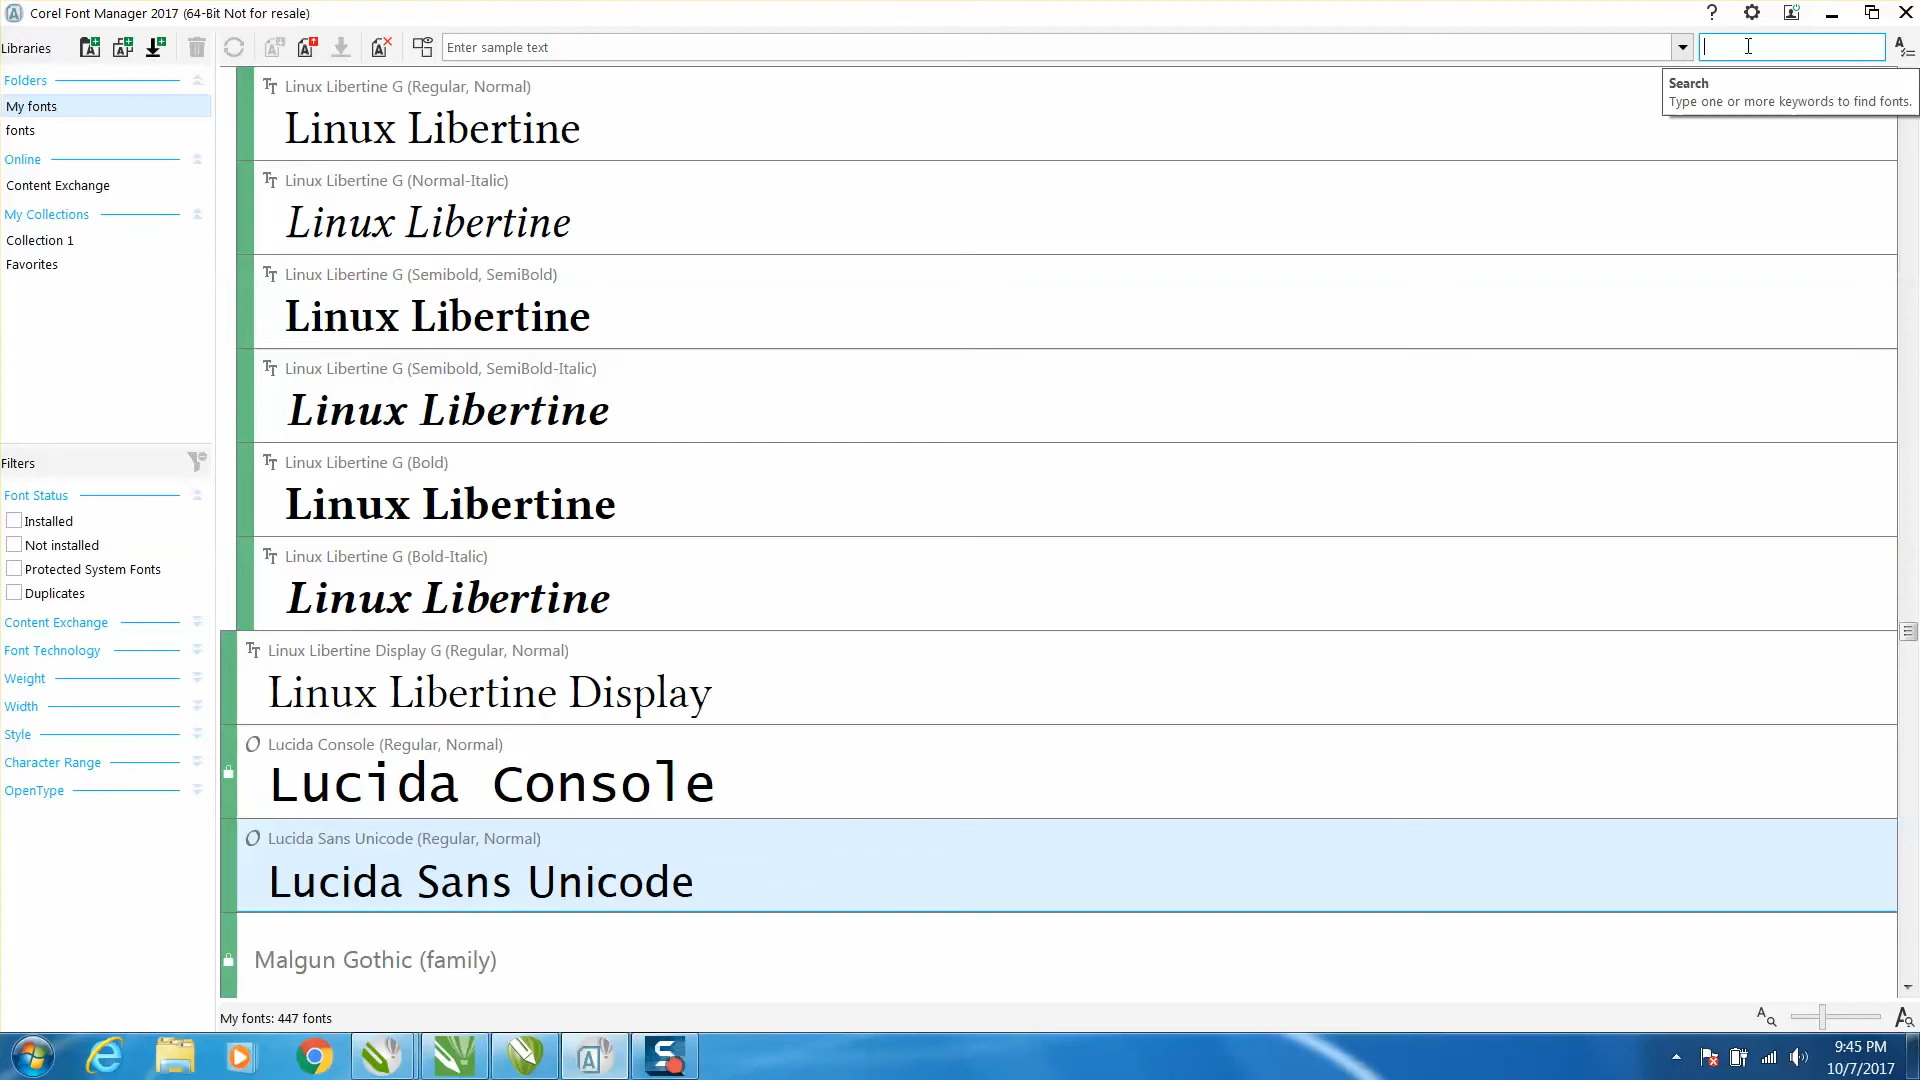 Corel Font Manager 2017 (64-Bit Not for resale)
Libraries
Enter sample text
Folders
My fonts
fonts
Online
Content Exchange
My Collections
Collection 1
Favorites
Search
Type one or more keywords to find fonts.
Linux Libertine G (Regular, Normal)
Linux Libertine
Linux Libertine G (Normal-Italic)
Linux Libertine
Linux Libertine G (Semibold, SemiBold)
Linux Libertine
Linux Libertine G (Semibold, SemiBold-Italic)
Linux Libertine
Linux Libertine G (Bold)
Linux Libertine
Linux Libertine G (Bold-Italic)
Linux Libertine
Linux Libertine Display G (Regular, Normal)
Linux Libertine Display
Lucida Console (Regular, Normal)
Lucida Console
Lucida Sans Unicode (Regular, Normal)
Lucida Sans Unicode
Malgun Gothic (family)
Filters
Font Status
Installed
Not installed
Protected System Fonts
Duplicates
Content Exchange
Font Technology
Weight
Width
Style
Character Range
OpenType
My fonts: 447 fonts
9:45 PM
10/7/2017